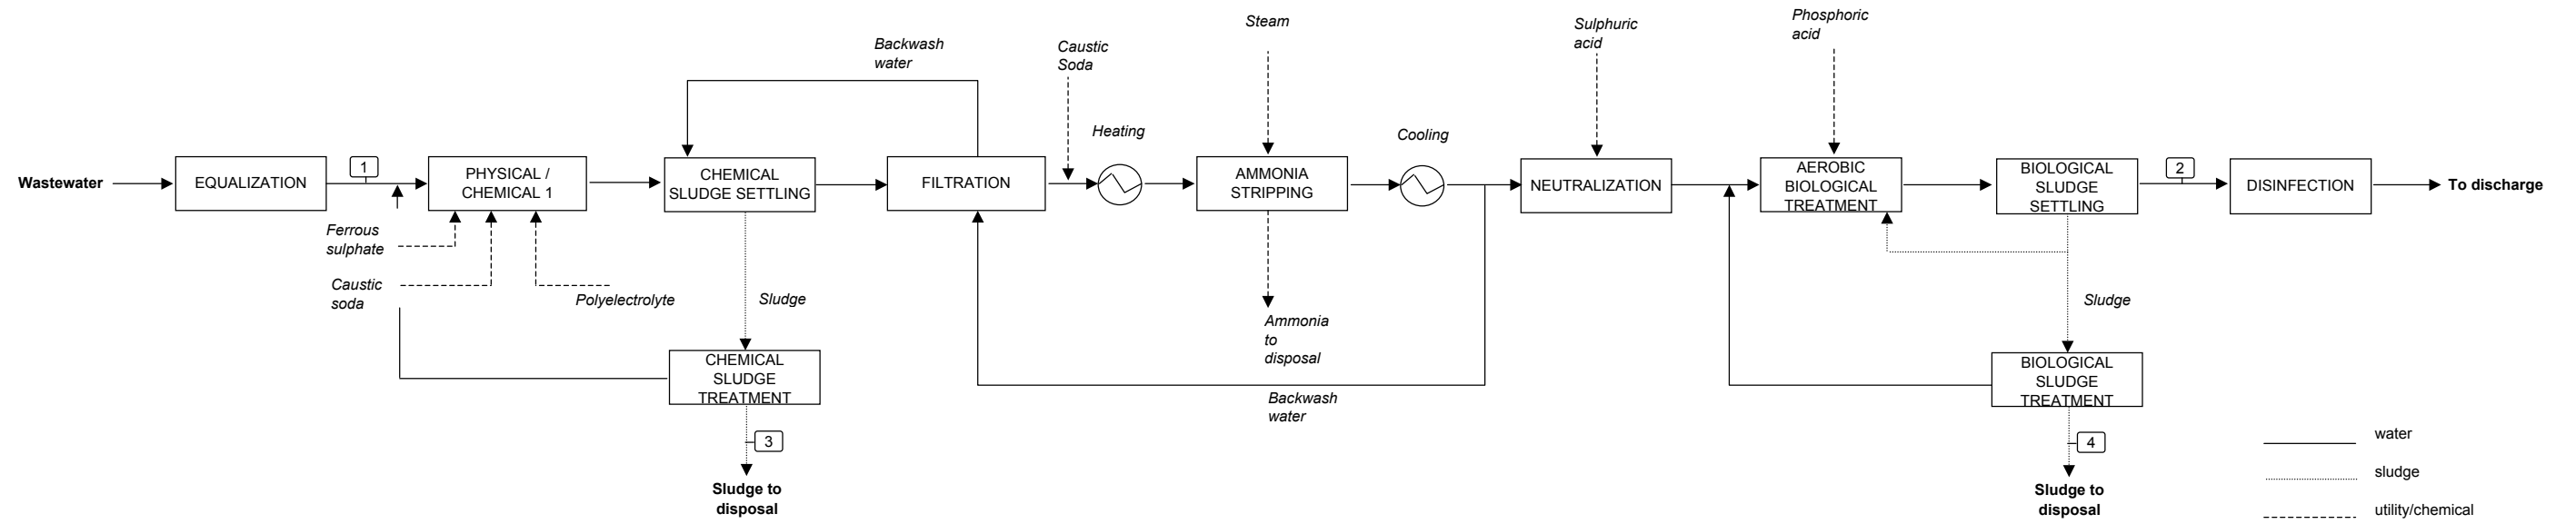 Phosphoric
acid
Steam
Sulphuric
acid
Backwash
water
Caustic
Soda
Heating
Cooling
1
2
Wastewater
EQUALIZATION
PHYSICAL /
CHEMICAL 1
CHEMICAL
SLUDGE SETTLING
FILTRATION
AMMONIA
STRIPPING
NEUTRALIZATION
AEROBIC
BIOLOGICAL
TREATMENT
BIOLOGICAL
SLUDGE
SETTLING
DISINFECTION
To discharge
Ferrous
sulphate
Caustic
soda
Polyelectrolyte
Sludge
Ammonia
to
disposal
Sludge
CHEMICAL
SLUDGE
TREATMENT
Backwash
water
BIOLOGICAL
SLUDGE
TREATMENT
3
4
Sludge to
disposal
Sludge to
disposal
water
sludge
utility/chemical